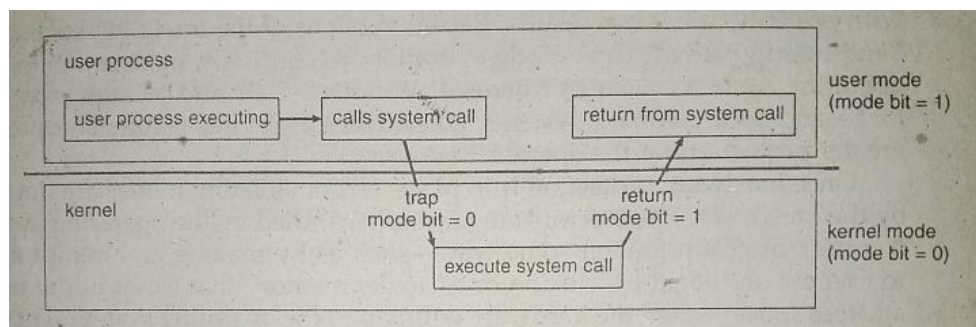 user process
user process executing
calls system call
return from system call
user mode
(mode bit = 1)
trap
mode bit = 0
return
mode bit = 1
kernel
execute system call
kernel mode
(mode bit = 0)